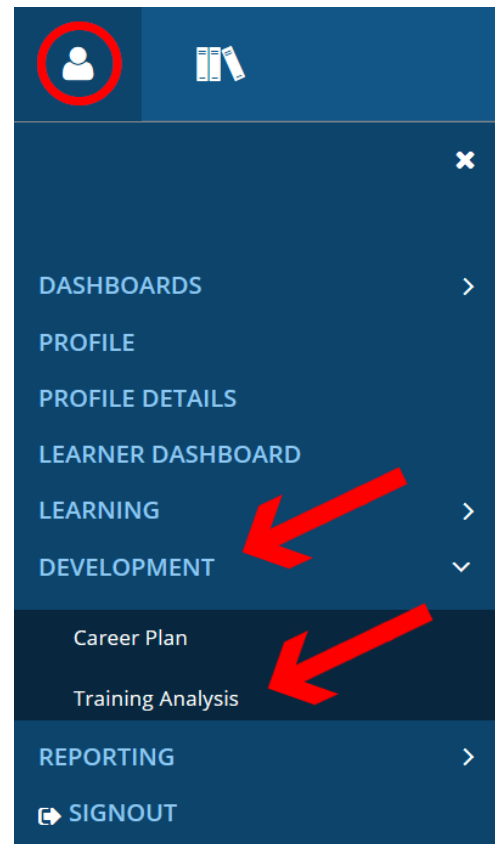 DASHBOARDS
PROFILE
PROFILE DETAILS
LEARNER DASHBOARD
LEARNING
DEVELOPMENT
Career Plan
Training Analysis
REPORTING
SIGNOUT